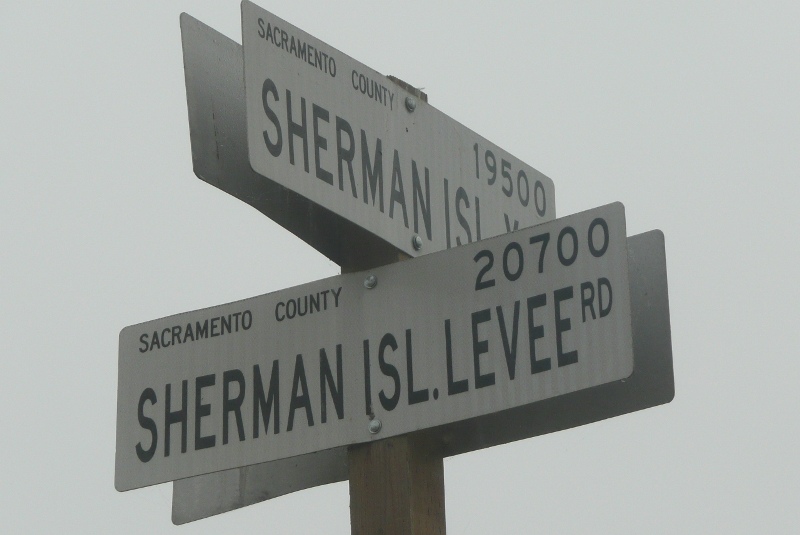 SACRAMENTO COUNTY
19500
SHERMAN ISL
SACRAMENTO COUNTY
20700
SHERMAN ISL. LEVEE RD